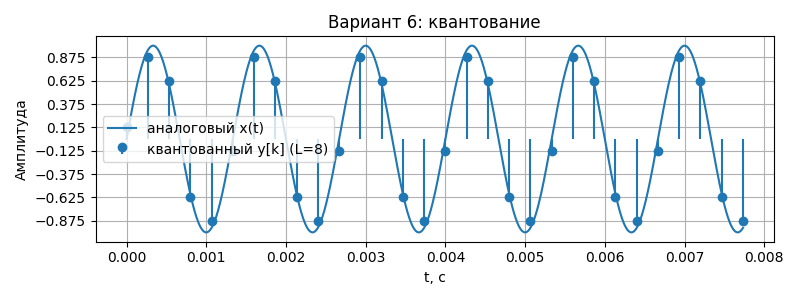 Вариант 6: квантование
Амплитуда
0.875
0.625
0.375
0.125
−0.125
−0.375
−0.625
−0.875
аналоговый x(t)
квантованный y[k] (L=8)
0.000 0.001 0.002 0.003 0.004 0.005 0.006 0.007 0.008
t, с